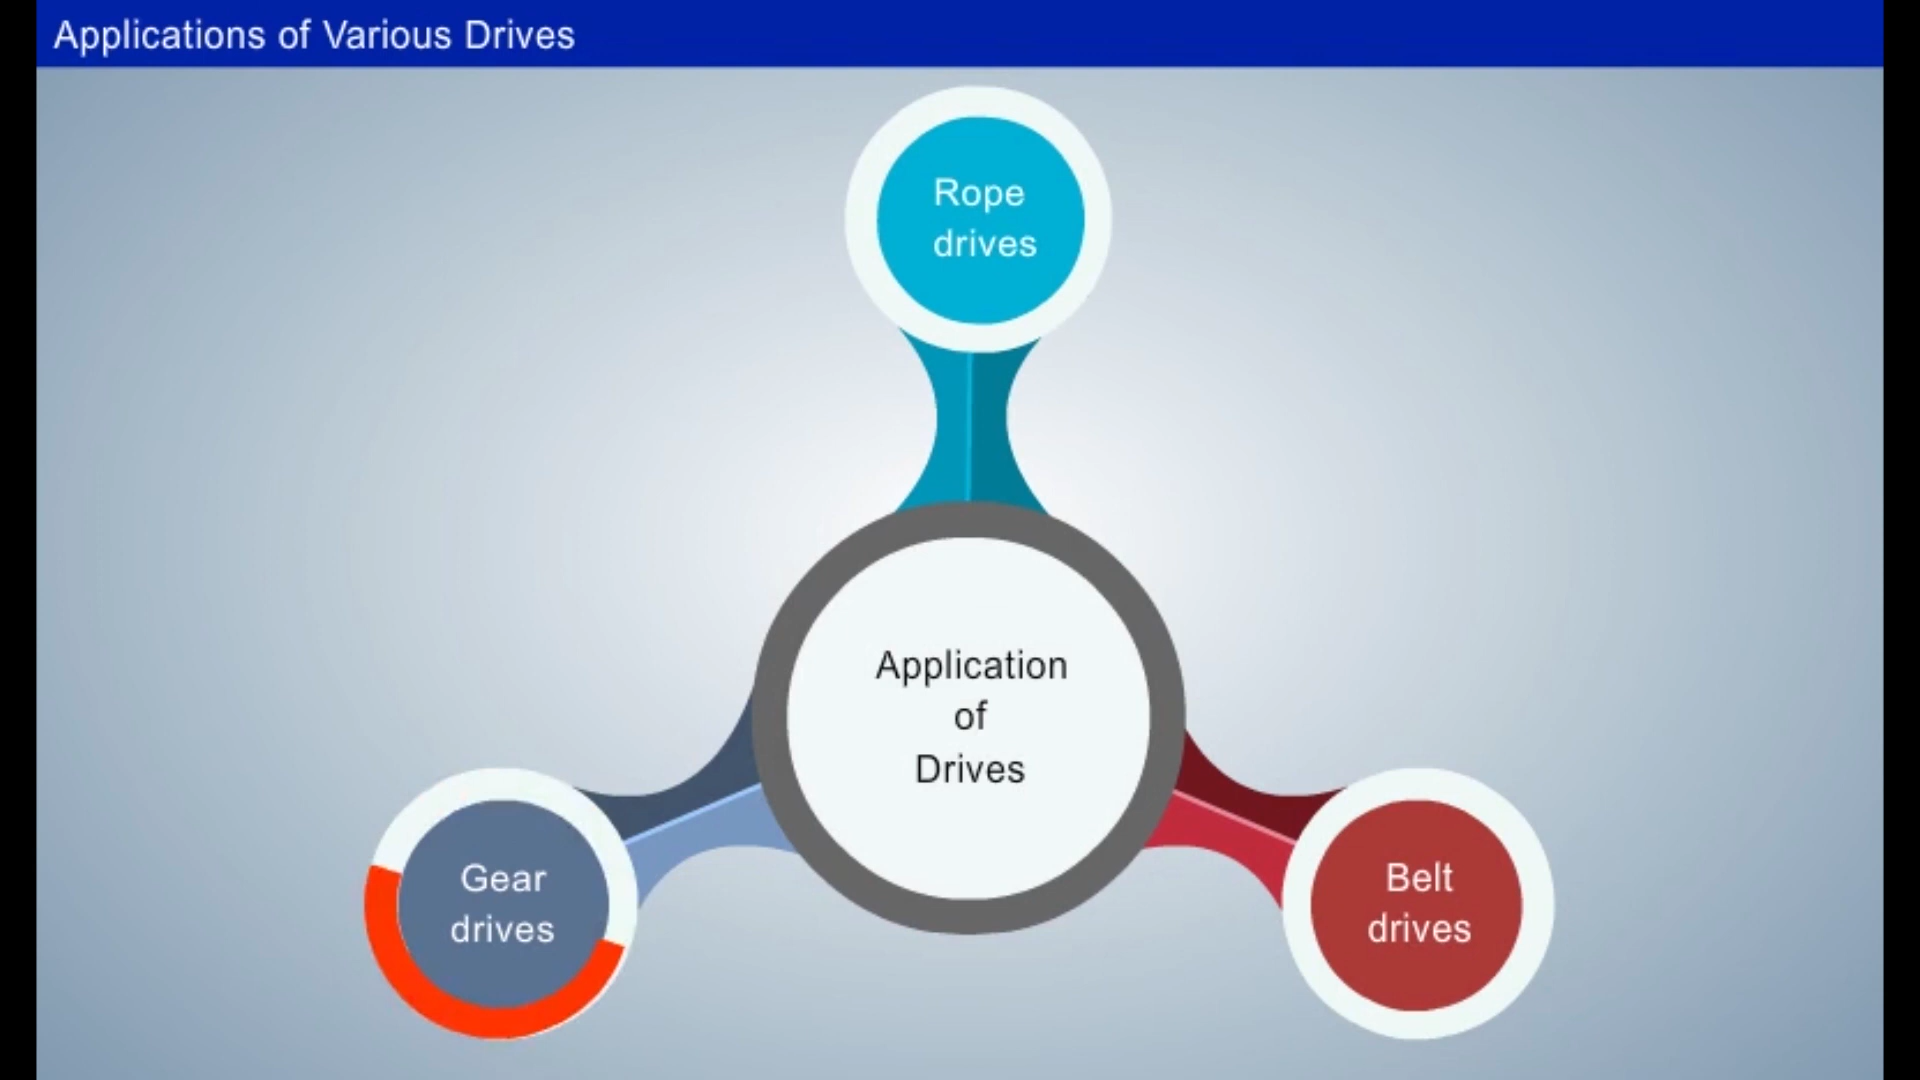 Applications of Various Drives
Rope
drives
Application
of
Drives
Gear
drives
Belt
drives